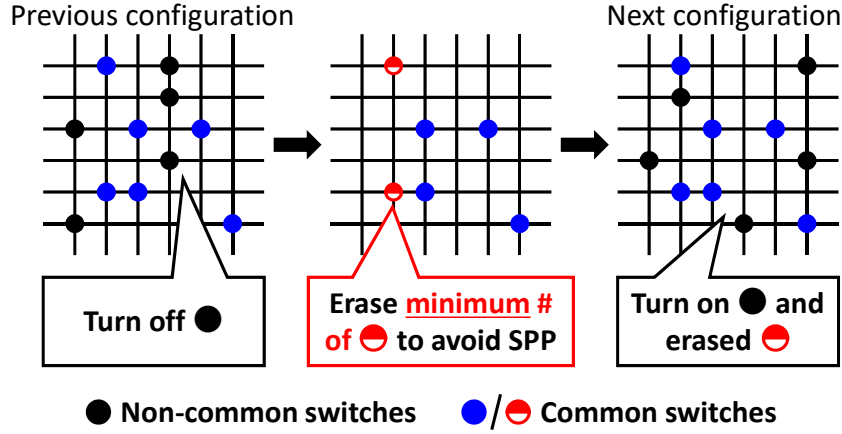 Previous configuration
Next configuration
Turn off
Erase minimum #
of to avoid SPP
Turn on and
erased
Non-common switches / Common switches